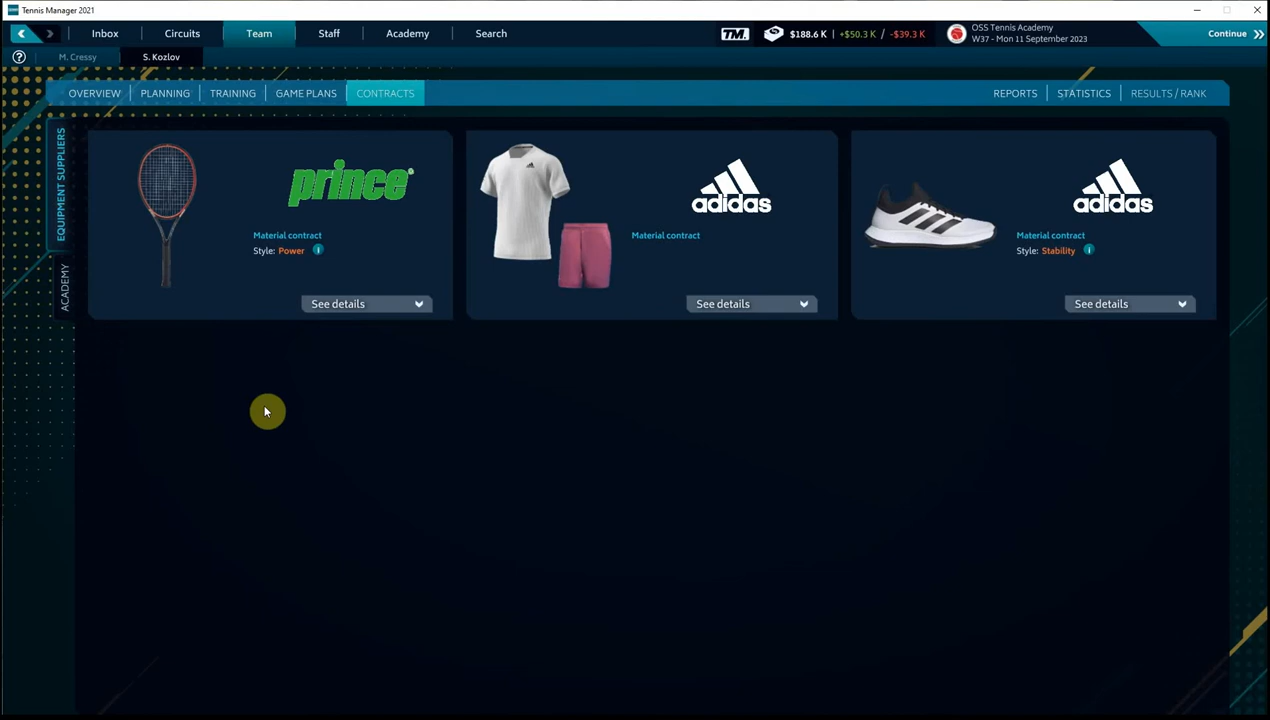 Tennis Manager 2021
Inbox
Circuits
Team
Staff
Academy
Search
TM.
$188.6 K | +$50.3 K / -$39.3 K
OSS Tennis Academy
W37 - Mon 11 September 2023
Continue
M. Cressy
S. Kozlov
OVERVIEW
PLANNING
TRAINING
GAME PLANS
CONTRACTS
REPORTS
STATISTICS
RESULTS / RANK
EQUIPMENT SUPPLIERS
ACADEMY
prince
Material contract
Style: Power
See details
adidas
Material contract
See details
adidas
Material contract
Style: Stability
See details